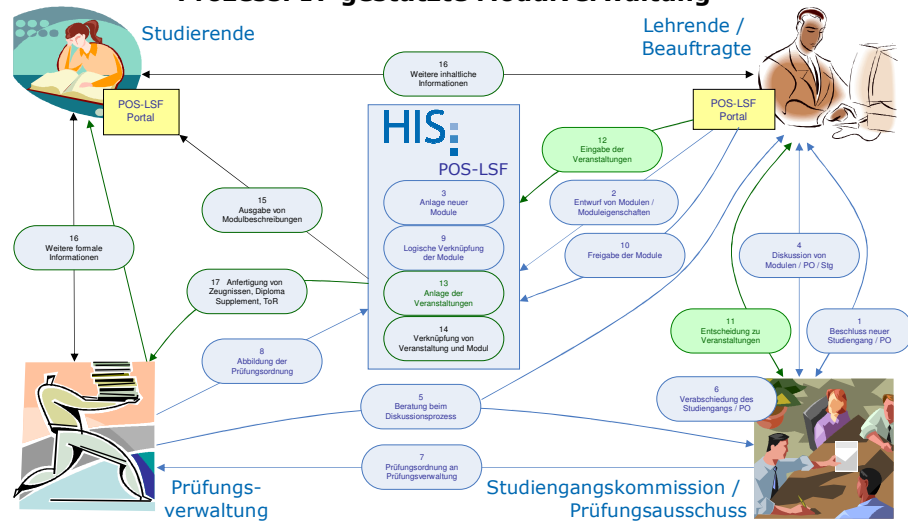 Prozess: IT-gestützte Modulverwaltung
Studierende
Lehrende /
Beauftragte
16
Weitere inhaltliche
Informationen
POS-LSF
Portal
POS-LSF
Portal
HIS
POS-LSF
12
Eingabe der
Veranstaltungen
3
Anlage neuer
Module
2
Entwurf von Modulen /
Moduleigenschaften
15
Ausgabe von
Modulbeschreibungen
16
Weitere formale
Informationen
9
Logische Verknüpfung
der Module
10
Freigabe der Module
4
Diskussion von
Modulen / PO / Stg
17 Anfertigung von
Zeugnissen, Diploma
Supplement, ToR
13
Anlage der
Veranstaltungen
14
Verknüpfung von
Veranstaltung und Modul
11
Entscheidung zu
Veranstaltungen
1
Beschluss neuer
Studiengang / PO
8
Abbildung der
Prüfungsordnung
5
Beratung beim
Diskussionsprozess
6
Verabschiedung des
Studiengangs / PO
7
Prüfungsordnung an
Prüfungsverwaltung
Prüfungs-
verwaltung
Studiengangskommission /
Prüfungsausschuss